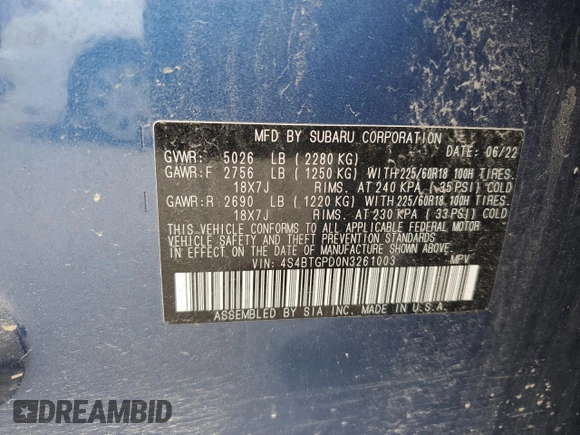 MFD BY SUBARU CORPORATION
GVWR: 5026 LB ( 2280 KG) DATE: 06/22
GAWR:F 2756 LB ( 1250 KG) WITH 225/60R18 100H TIRES.
18X7J RIMS. AT 240 KPA ( 35 PSI) COLD
GAWR:R 2690 LB ( 1220 KG) WITH 225/60R18 100H TIRES.
18X7J RIMS. AT 230 KPA ( 33 PSI) COLD
THIS VEHICLE CONFORMS TO ALL APPLICABLE FEDERAL MOTOR
VEHICLE SAFETY AND THEFT PREVENTION STANDARDS
IN EFFECT ON THE DATE OF MANUFACTURE SHOWN ABOVE.
VIN: 4S4BTGPD0N3261003 MPV
ASSEMBLED BY SIA INC. MADE IN U.S.A.
DREAMBID